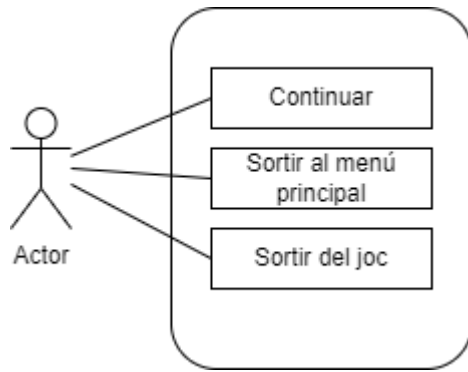 Continuar
Sortir al menú
principal
Sortir del joc
Actor